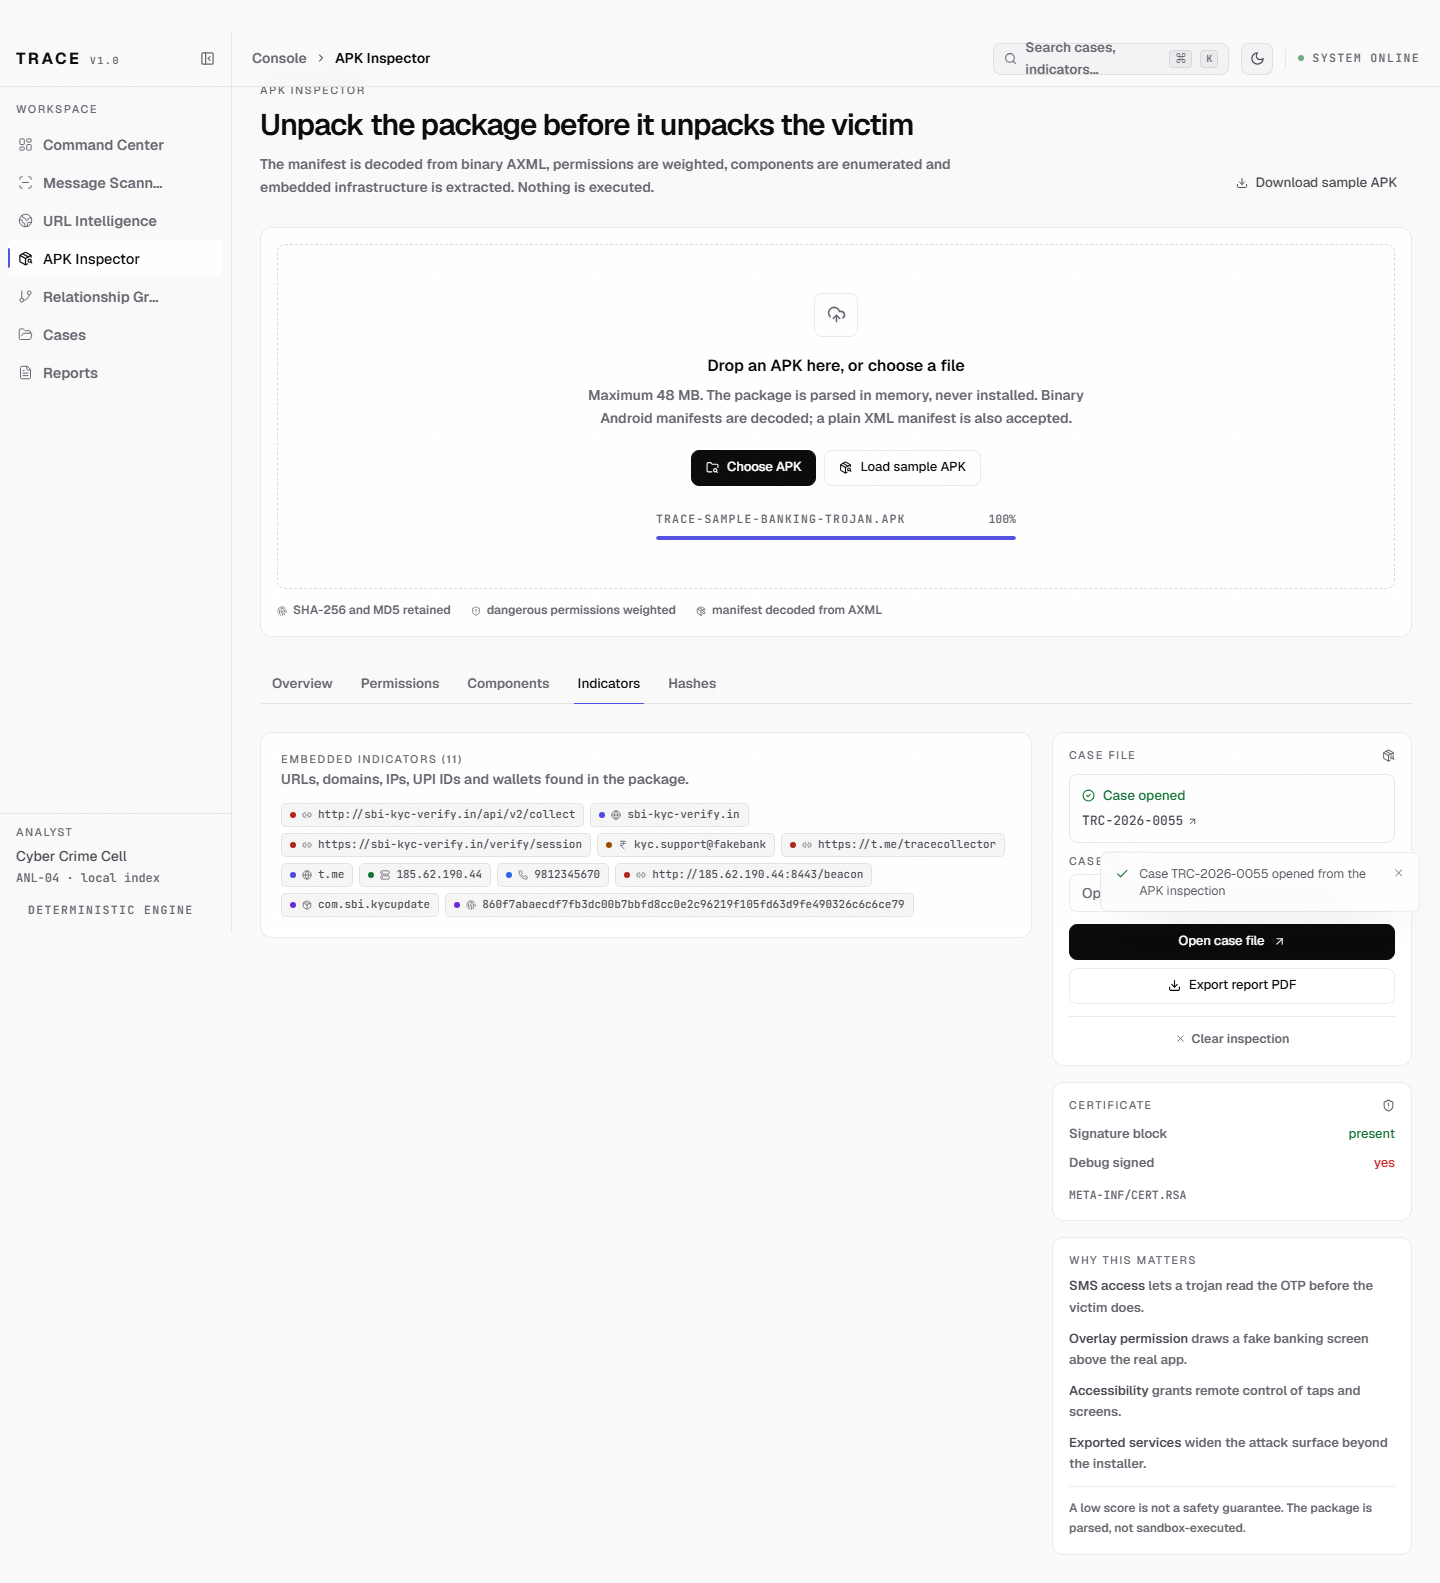 TRACE V1.0
Console > APK Inspector
Search cases, indicators…
⌘ K
SYSTEM ONLINE
WORKSPACE
Command Center
Message Scann…
URL Intelligence
APK Inspector
Relationship Gr…
Cases
Reports
ANALYST
Cyber Crime Cell
ANL-04 · local index
DETERMINISTIC ENGINE
APK INSPECTOR
Unpack the package before it unpacks the victim
The manifest is decoded from binary AXML, permissions are weighted, components are enumerated and
embedded infrastructure is extracted. Nothing is executed.
Download sample APK
Drop an APK here, or choose a file
Maximum 48 MB. The package is parsed in memory, never installed. Binary
Android manifests are decoded; a plain XML manifest is also accepted.
Choose APK
Load sample APK
TRACE-SAMPLE-BANKING-TROJAN.APK 100%
SHA-256 and MD5 retained
dangerous permissions weighted
manifest decoded from AXML
Overview Permissions Components Indicators Hashes
EMBEDDED INDICATORS (11)
URLs, domains, IPs, UPI IDs and wallets found in the package.
http://sbi-kyc-verify.in/api/v2/collect
sbi-kyc-verify.in
https://sbi-kyc-verify.in/verify/session
₹ kyc.support@fakebank
https://t.me/tracecollector
t.me
185.62.190.44
9812345670
http://185.62.190.44:8443/beacon
com.sbi.kycupdate
860f7abaecdf7fb3dc00b7bbfd8cc0e2c96219f105fd63d9fe490326c6c6ce79
CASE FILE
Case opened
TRC-2026-0055
CASE
Op
Case TRC-2026-0055 opened from the
APK inspection
Open case file
Export report PDF
Clear inspection
CERTIFICATE
Signature block present
Debug signed yes
META-INF/CERT.RSA
WHY THIS MATTERS
SMS access lets a trojan read the OTP before the
victim does.
Overlay permission draws a fake banking screen
above the real app.
Accessibility grants remote control of taps and
screens.
Exported services widen the attack surface beyond
the installer.
A low score is not a safety guarantee. The package is
parsed, not sandbox-executed.